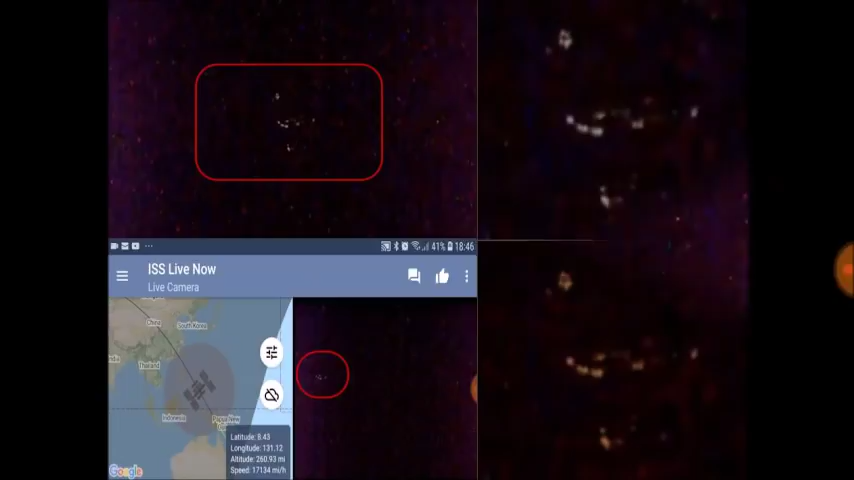 41% 18:46
ISS Live Now
Live Camera
China
South Korea
India
Thailand
Indonesia
Papua New
Latitude: 8.43
Longitude: 131.12
Altitude: 260.93 mi
Speed: 17134 mi/h
Google